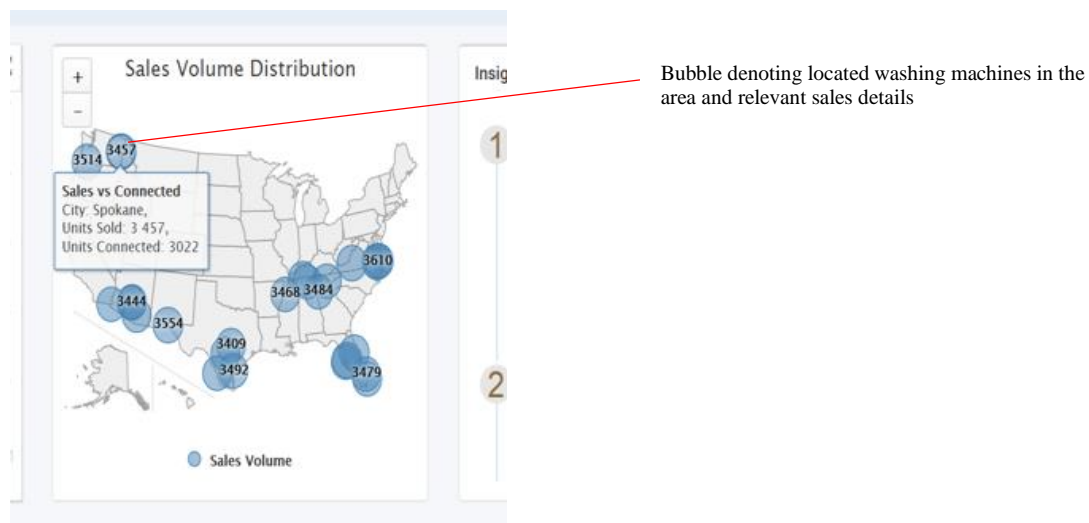 Sales Volume Distribution
+
−
Insig
Bubble denoting located washing machines in the
area and relevant sales details
1
3514
3457
Sales vs Connected
City: Spokane,
Units Sold: 3 457,
Units Connected: 3022
3610
3468
3484
3444
3554
3409
3492
3479
2
Sales Volume